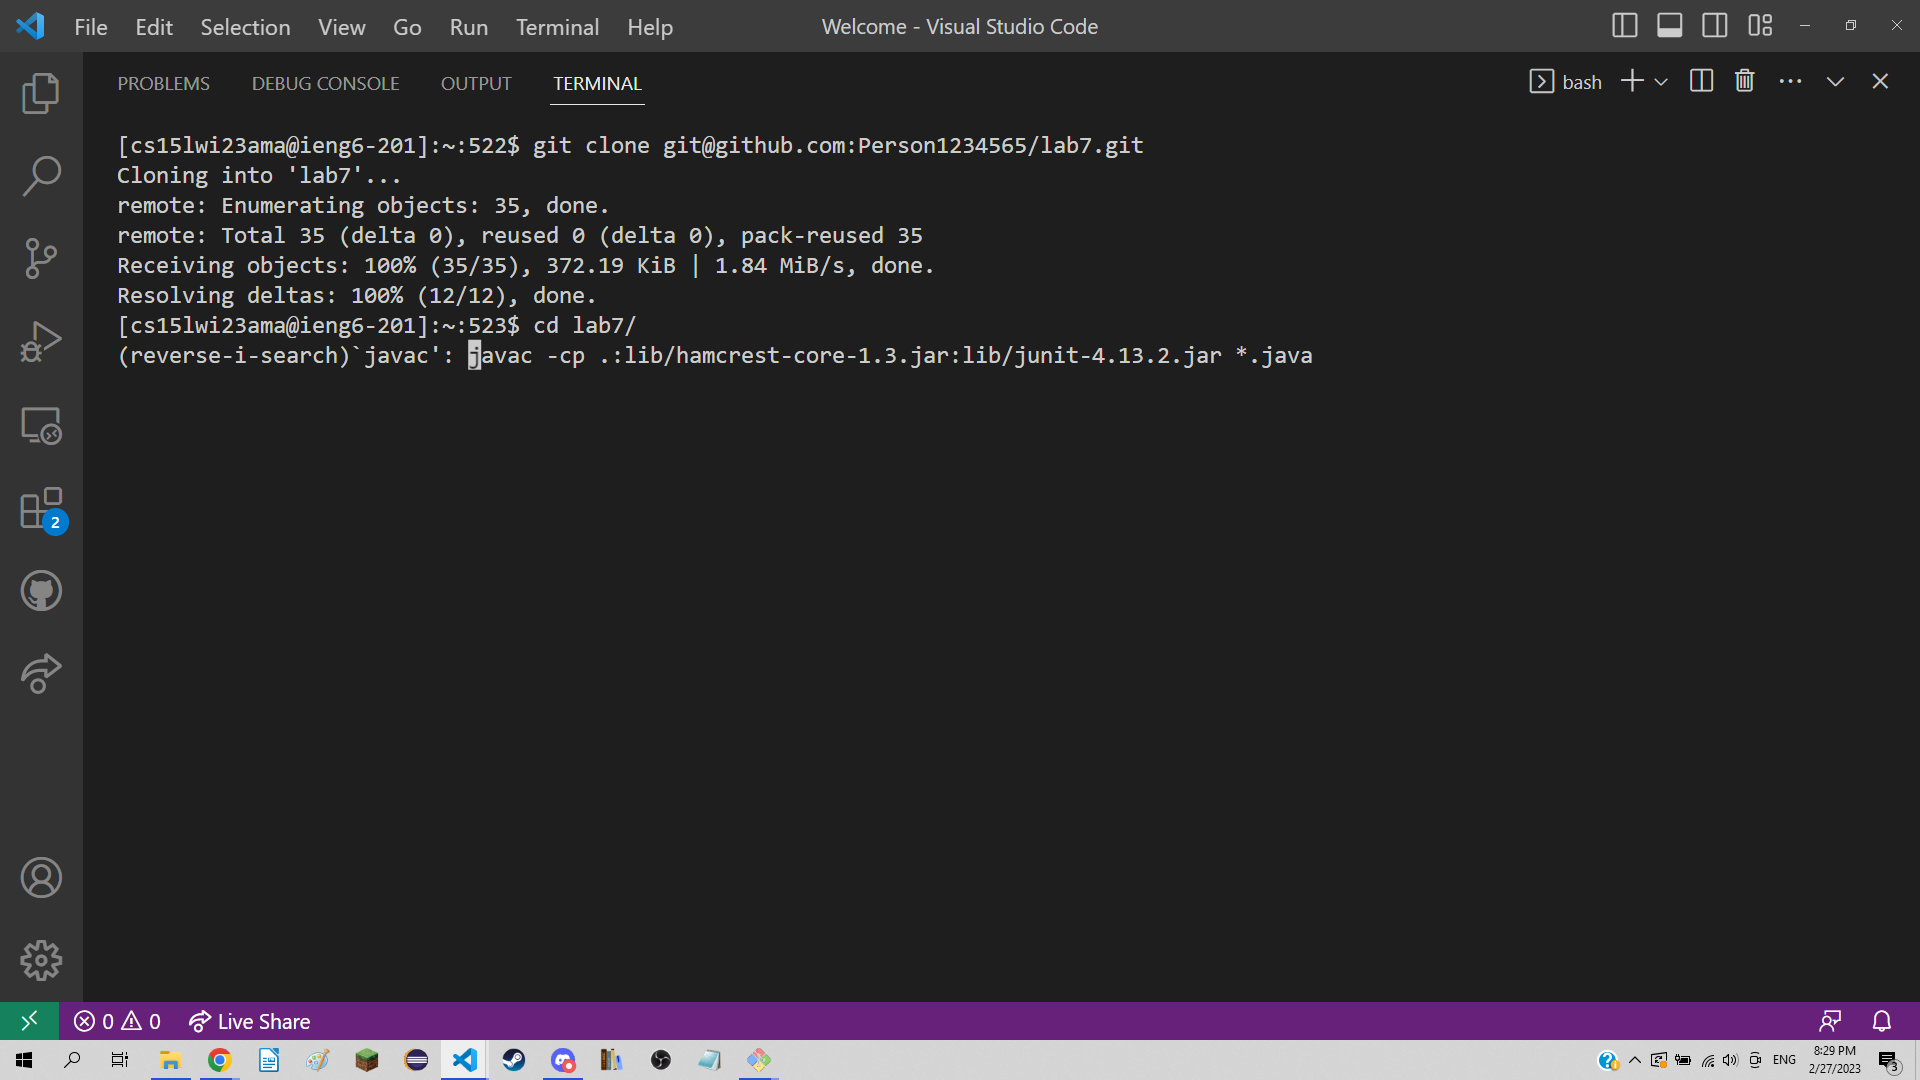 File Edit Selection View Go Run Terminal Help
Welcome - Visual Studio Code
PROBLEMS DEBUG CONSOLE OUTPUT TERMINAL
bash
[cs15lwi23ama@ieng6-201]:~:522$ git clone git@github.com:Person1234565/lab7.git
Cloning into 'lab7'...
remote: Enumerating objects: 35, done.
remote: Total 35 (delta 0), reused 0 (delta 0), pack-reused 35
Receiving objects: 100% (35/35), 372.19 KiB | 1.84 MiB/s, done.
Resolving deltas: 100% (12/12), done.
[cs15lwi23ama@ieng6-201]:~:523$ cd lab7/
(reverse-i-search)`javac': javac -cp .:lib/hamcrest-core-1.3.jar:lib/junit-4.13.2.jar *.java
2
0 0 Live Share
ENG
8:29 PM
2/27/2023
3